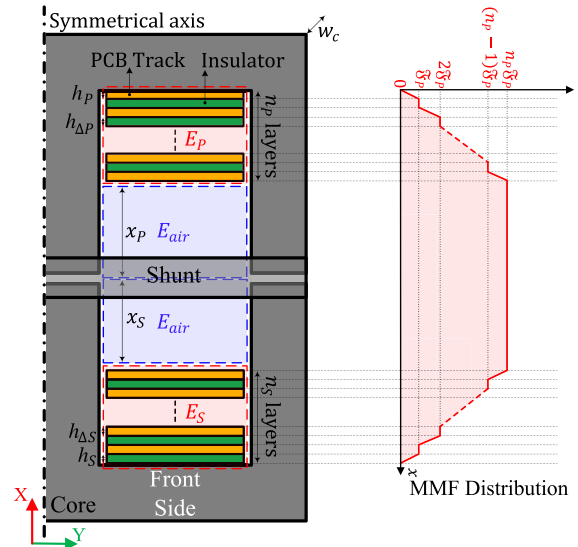 Symmetrical axis
w_c
PCB Track
Insulator
h_P
h_ΔP
n_P layers
E_P
x_P
E_air
Shunt
x_S
E_air
n_S layers
E_S
h_ΔS
h_S
Front
Side
Core
X
Y
0
𝔉_P
2𝔉_P
(n_P − 1)𝔉_P
n_P𝔉_P
x
MMF Distribution